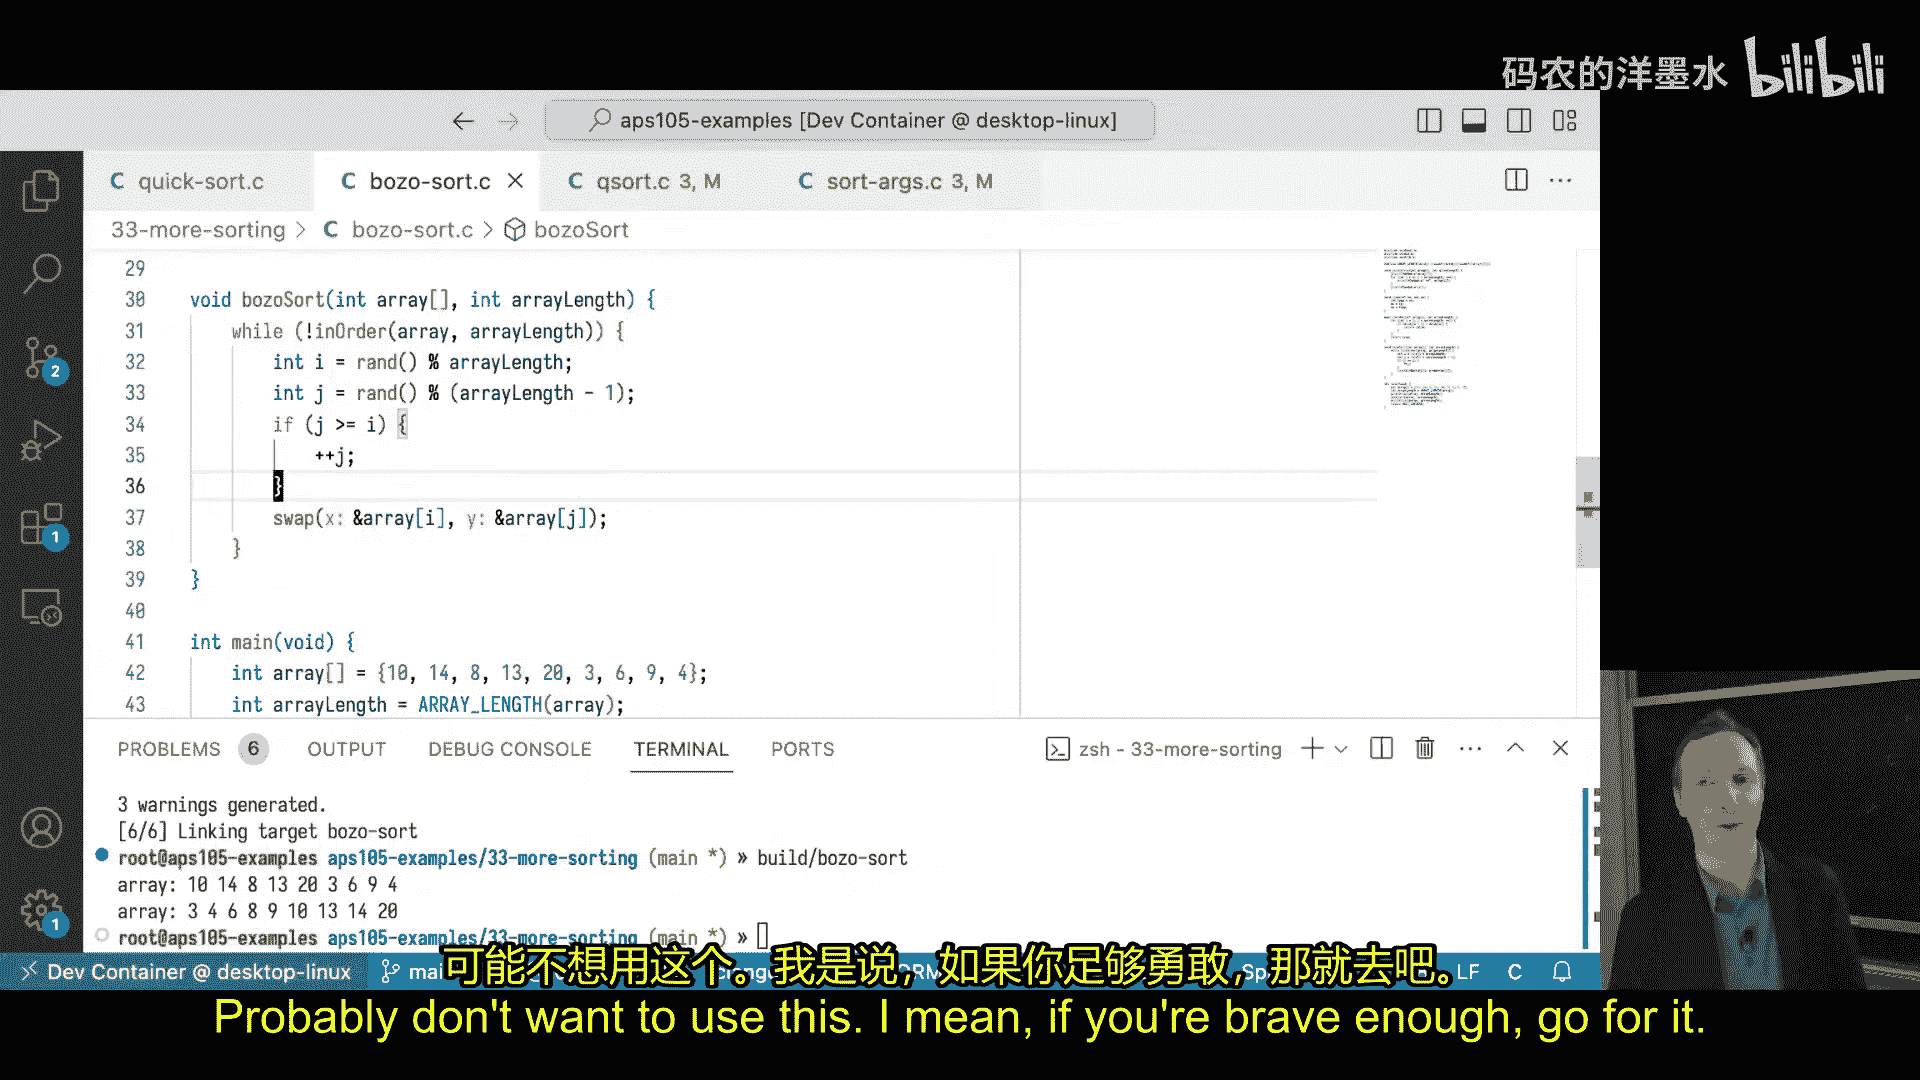 码农的洋墨水 bilibili
aps105-examples [Dev Container @ desktop-linux]
quick-sort.c
bozo-sort.c
qsort.c 3, M
sort-args.c 3, M
33-more-sorting > C bozo-sort.c > bozoSort
29
30 void bozoSort(int array[], int arrayLength) {
31 while (!inOrder(array, arrayLength)) {
32 int i = rand() % arrayLength;
33 int j = rand() % (arrayLength - 1);
34 if (j >= i) {
35 ++j;
36 }
37 swap(x: &array[i], y: &array[j]);
38 }
39 }
40
41 int main(void) {
42 int array[] = {10, 14, 8, 13, 20, 3, 6, 9, 4};
43 int arrayLength = ARRAY_LENGTH(array);
PROBLEMS 6 OUTPUT DEBUG CONSOLE TERMINAL PORTS
zsh - 33-more-sorting
3 warnings generated.
[6/6] Linking target bozo-sort
root@aps105-examples aps105-examples/33-more-sorting (main *) » build/bozo-sort
array: 10 14 8 13 20 3 6 9 4
array: 3 4 6 8 9 10 13 14 20
root@aps105-examples aps105-examples/33-more-sorting (main *) »
Dev Container @ desktop-linux
LF C
可能不想用这个。我是说，如果你足够勇敢，那就去吧。
Probably don't want to use this. I mean, if you're brave enough, go for it.